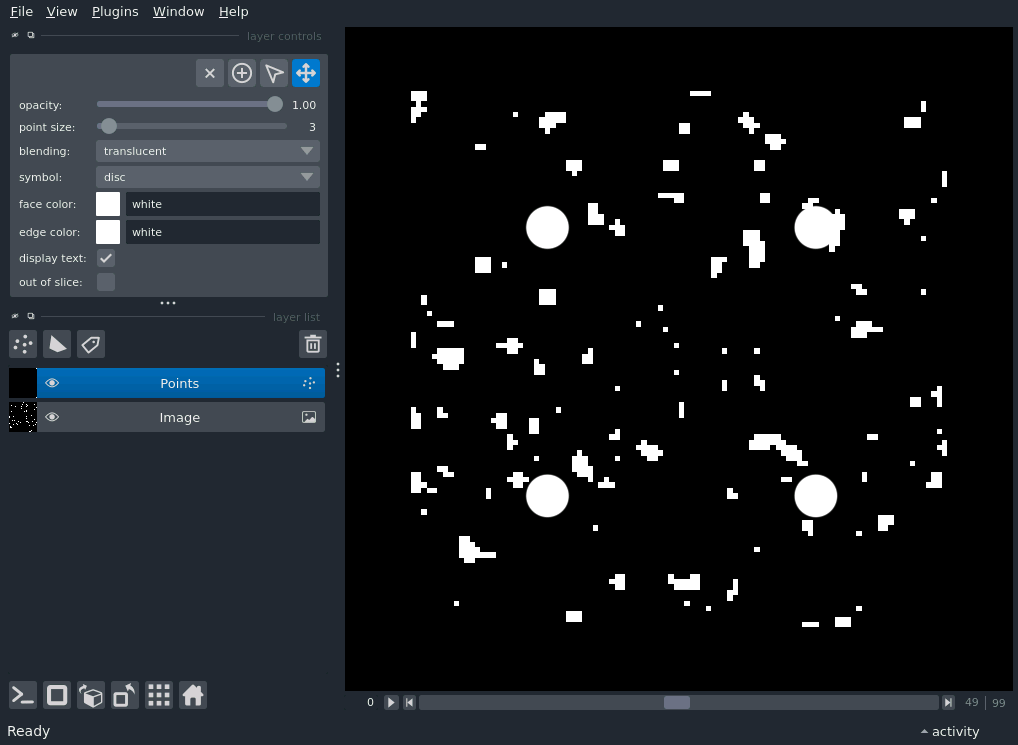 File View Plugins Window Help
layer controls
opacity: 1.00
point size: 3
blending: translucent
symbol: disc
face color: white
edge color: white
display text:
out of slice:
layer list
Points
Image
0 49 99
Ready activity